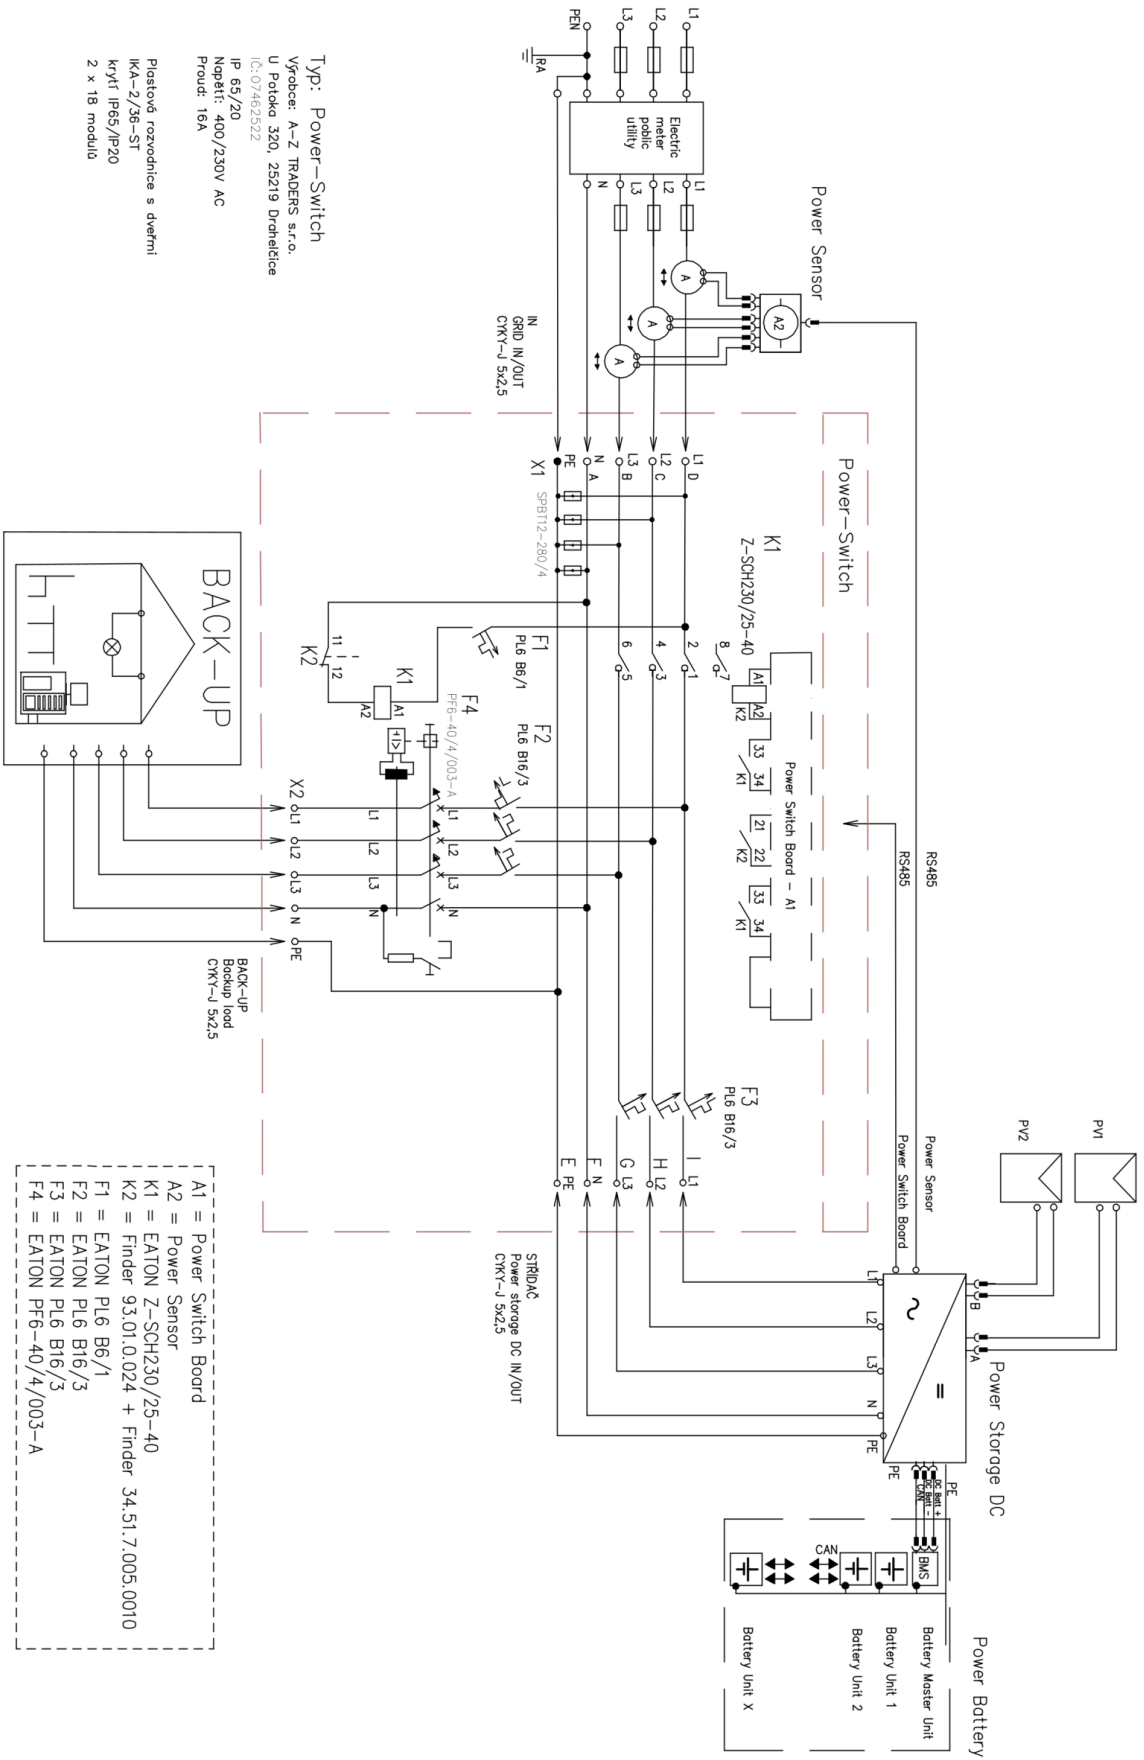 L1
L2
L3
PEN
RA
Electric
meter
poblic
utility
L1
L2
L3
N
Power Sensor
A
A
A
A2
IN
GRID IN/OUT
CYKY-J 5x2,5
Typ: Power-Switch
Výrobce: A-Z TRADERS s.r.o.
U Potoka 320, 25219 Drahelčice
IČ:07462522
IP 65/20
Napětí: 400/230V AC
Proud: 16A
Plastová rozvodnice s dveřmi
IKA-2/36-ST
krytí IP65/IP20
2 x 18 modulů
Power-Switch
L1 D
L2 C
L3 B
N A
PE
X1
SPBT12-280/4
K1
Z-SCH230/25-40
8 7
2 1
4 3
6 5
A1 A2
K2
33 34
K1
21 22
K2
33 34
K1
Power Switch Board - A1
F1
PL6 B6/1
F2
PL6 B16/3
F4
PF6-40/4/003-A
K1
A1
A2
11 12
K2
+I>
L1
L2
L3
N
L1
L2
L3
N
X2
L1
L2
L3
N
PE
BACK-UP
Backup load
CYKY-J 5x2,5
BACK-UP
F3
PL6 B16/3
I L1
H L2
G L3
F N
E PE
RS485
RS485
Power Sensor
Power Switch Board
STŘÍDAČ
Power storage DC IN/OUT
CYKY-J 5x2,5
PV1
PV2
B
A
L1
L2
L3
N
PE
~
=
Power Storage DC
PE
PE
DC Batt +
DC Batt -
CAN
BMS
CAN
Battery Master Unit
Battery Unit 1
Battery Unit 2
Battery Unit X
Power Battery
A1 = Power Switch Board
A2 = Power Sensor
K1 = EATON Z-SCH230/25-40
K2 = Finder 93.01.0.024 + Finder 34.51.7.005.0010
F1 = EATON PL6 B6/1
F2 = EATON PL6 B16/3
F3 = EATON PL6 B16/3
F4 = EATON PF6-40/4/003-A